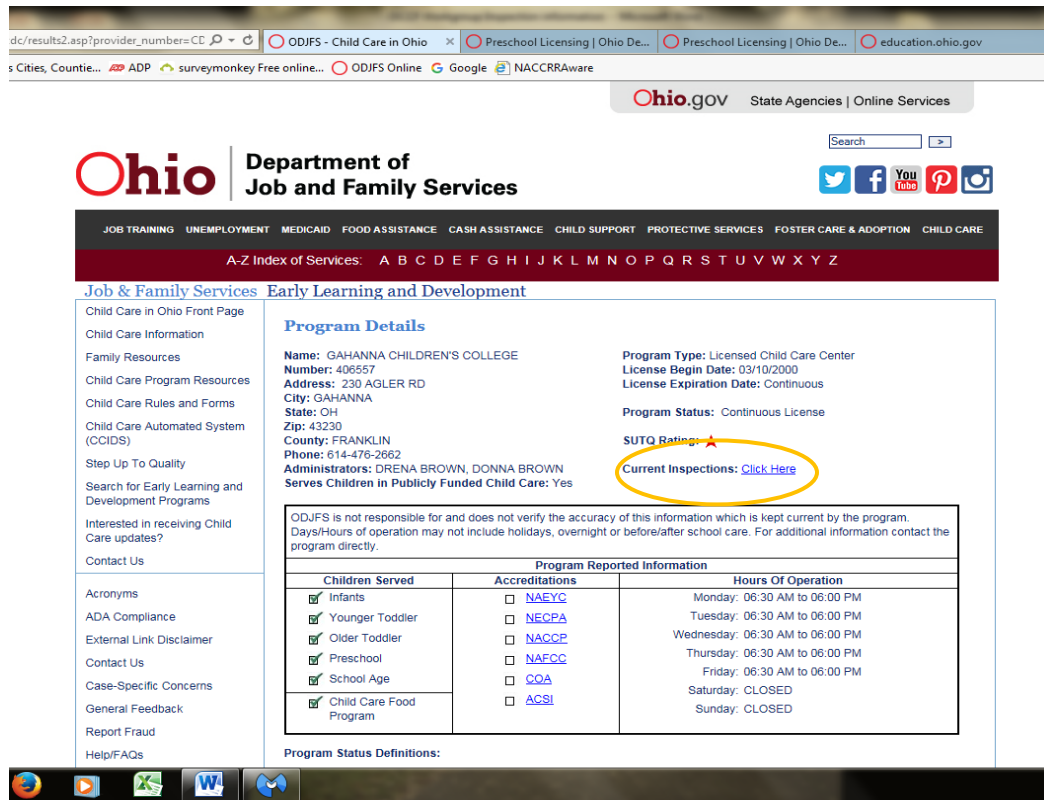 dc/results2.asp?provider_number=CD
ODJFS - Child Care in Ohio
Preschool Licensing | Ohio De...
Preschool Licensing | Ohio De...
education.ohio.gov
s Cities, Countie...
ADP
surveymonkey Free online...
ODJFS Online
Google
NACCRRAware
Ohio.gov
State Agencies | Online Services
Search
>
Ohio
Department of
Job and Family Services
You
Tube
JOB TRAINING UNEMPLOYMENT MEDICAID FOOD ASSISTANCE CASH ASSISTANCE CHILD SUPPORT PROTECTIVE SERVICES FOSTER CARE & ADOPTION CHILD CARE
A-Z Index of Services: A B C D E F G H I J K L M N O P Q R S T U V W X Y Z
Job & Family Services
Early Learning and Development
Child Care in Ohio Front Page
Child Care Information
Family Resources
Child Care Program Resources
Child Care Rules and Forms
Child Care Automated System
(CCIDS)
Step Up To Quality
Search for Early Learning and
Development Programs
Interested in receiving Child
Care updates?
Contact Us
Acronyms
ADA Compliance
External Link Disclaimer
Contact Us
Case-Specific Concerns
General Feedback
Report Fraud
Help/FAQs
Program Details
Name: GAHANNA CHILDREN'S COLLEGE
Number: 406557
Address: 230 AGLER RD
City: GAHANNA
State: OH
Zip: 43230
County: FRANKLIN
Phone: 614-476-2662
Administrators: DRENA BROWN, DONNA BROWN
Serves Children in Publicly Funded Child Care: Yes
Program Type: Licensed Child Care Center
License Begin Date: 03/10/2000
License Expiration Date: Continuous
Program Status: Continuous License
SUTQ Rating:
Current Inspections: Click Here
ODJFS is not responsible for and does not verify the accuracy of this information which is kept current by the program.
Days/Hours of operation may not include holidays, overnight or before/after school care. For additional information contact the
program directly.
Program Reported Information
Children Served
Infants
Younger Toddler
Older Toddler
Preschool
School Age
Child Care Food
Program
Accreditations
NAEYC
NECPA
NACCP
NAFCC
COA
ACSI
Hours Of Operation
Monday: 06:30 AM to 06:00 PM
Tuesday: 06:30 AM to 06:00 PM
Wednesday: 06:30 AM to 06:00 PM
Thursday: 06:30 AM to 06:00 PM
Friday: 06:30 AM to 06:00 PM
Saturday: CLOSED
Sunday: CLOSED
Program Status Definitions: